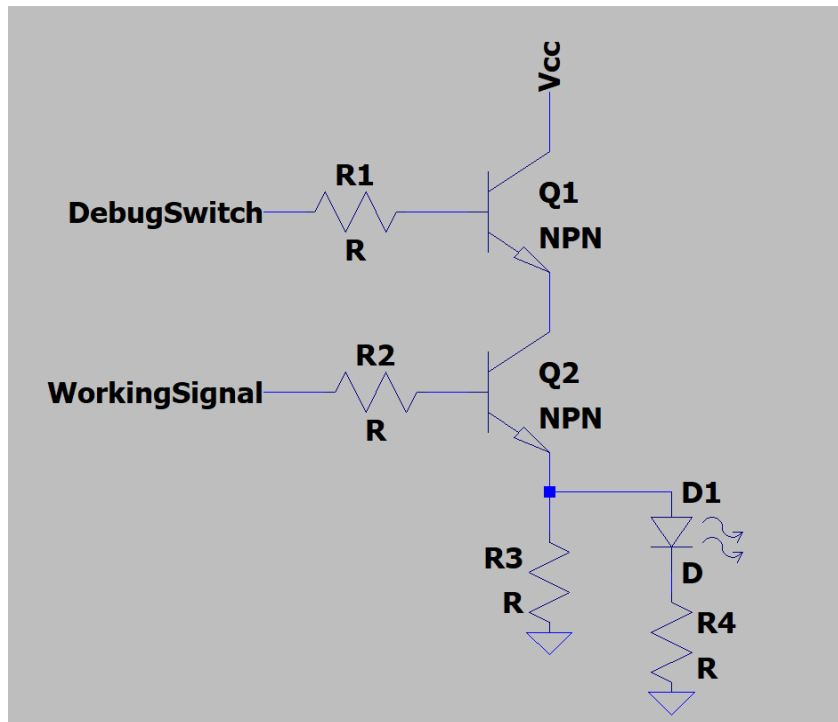 Vcc
R1
Q1
DebugSwitch
R
NPN
R2
Q2
WorkingSignal
R
NPN
D1
R3
D
R
R4
R